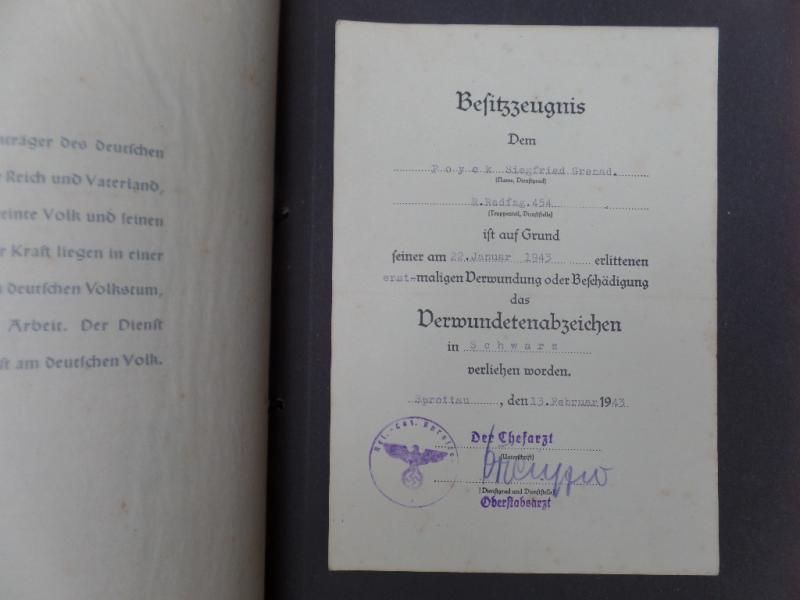 träger des deutschen
Reich und Vaterland,
eінte Volk und seinen
Kraft liegen in einer
deutschen Volkstum,
Arbeit. Der Dienst
st am deutschen Volk.
Besitzzeugnis
Dem
Poyck Siegfried Grenad.
(Name, Dienstgrad)
R.Radfag.454
(Truppenteil, Dienststelle)
ist auf Grund
seiner am 22.Januar 1943 erlittenen
erst-maligen Verwundung oder Beschädigung
das
Verwundetenabzeichen
in Schwarz
verliehen worden.
Sprottau, den 13.Februar 1943
Der Chefarzt
(Unterschrift)
(Dienstgrad und Dienststelle)
Oberstabsarzt